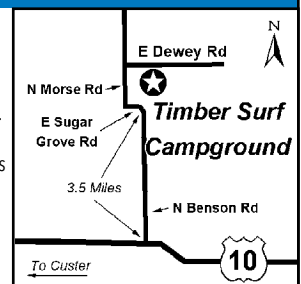 N
E Dewey Rd
N Morse Rd
Timber Surf
Campground
E Sugar
Grove Rd
3.5 Miles
N Benson Rd
10
To Custer
s